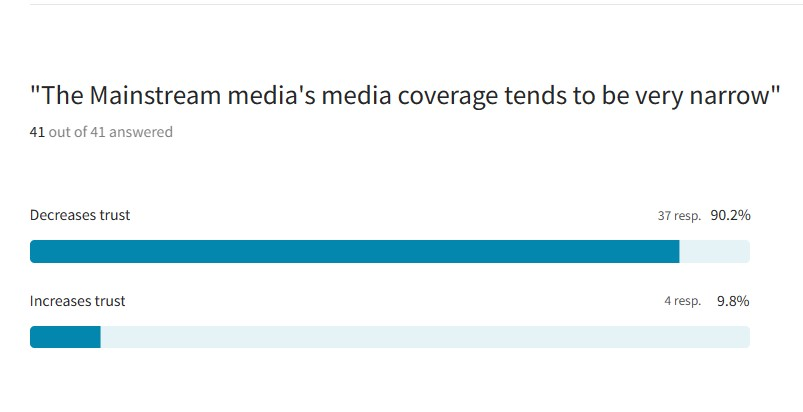 "The Mainstream media's media coverage tends to be very narrow"
41 out of 41 answered
Decreases trust 37 resp. 90.2%
Increases trust 4 resp. 9.8%